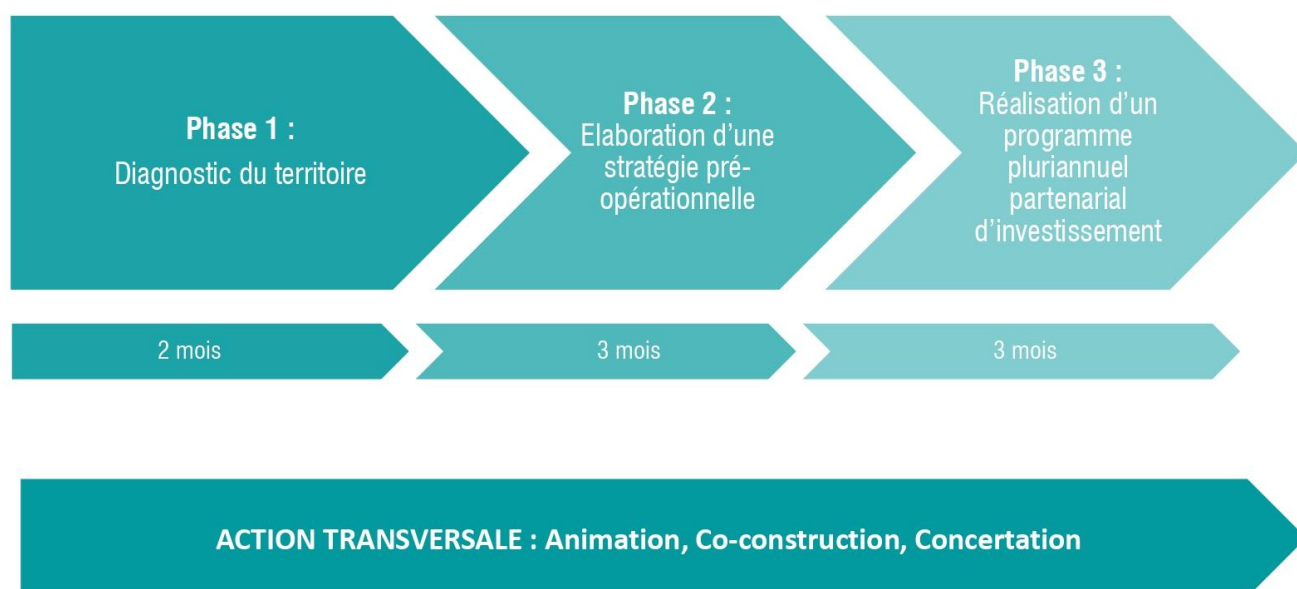 Phase 1 :
Diagnostic du territoire
Phase 2 :
Elaboration d’une
stratégie pré-
opérationnelle
Phase 3 :
Réalisation d’un
programme
pluriannuel
partenarial
d’investissement
2 mois
3 mois
3 mois
ACTION TRANSVERSALE : Animation, Co-construction, Concertation